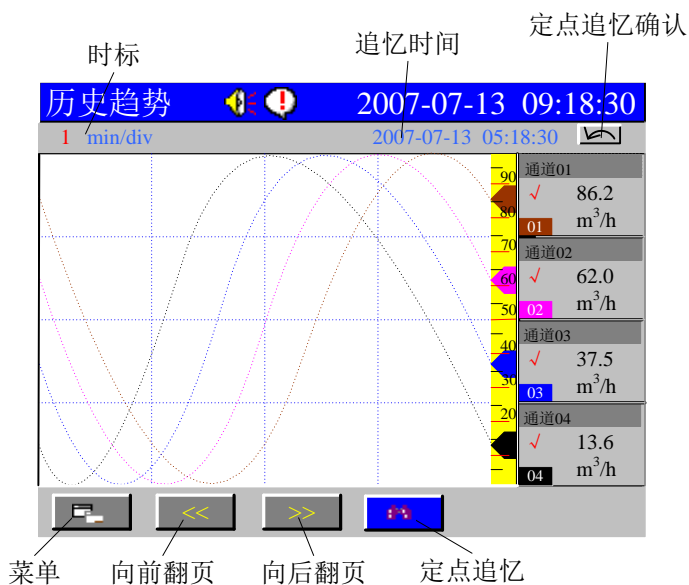 定点追忆确认
追忆时间
时标
历史趋势 2007-07-13 09:18:30
1 min/div 2007-07-13 05:18:30
90
80
70
60
50
40
30
20
通道01
√ 86.2
01 m³/h
通道02
√ 62.0
02 m³/h
通道03
√ 37.5
03 m³/h
通道04
√ 13.6
04 m³/h
<< >>
菜单 向前翻页 向后翻页 定点追忆